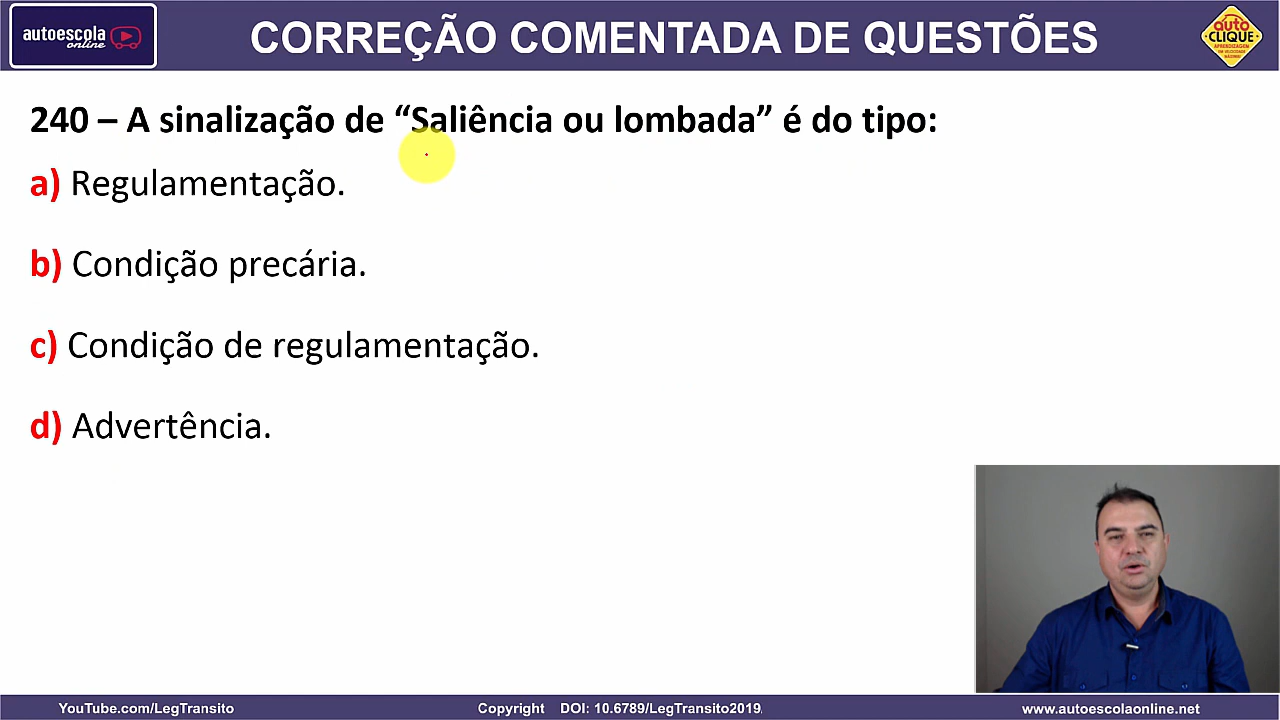 autoescola
online
CORREÇÃO COMENTADA DE QUESTÕES
auto
CLIQUE
APRENDIZAGEM
240 – A sinalização de “Saliência ou lombada” é do tipo:
a) Regulamentação.
b) Condição precária.
c) Condição de regulamentação.
d) Advertência.
YouTube.com/LegTransito
Copyright DOI: 10.6789/LegTransito2019.
www.autoescolaonline.net